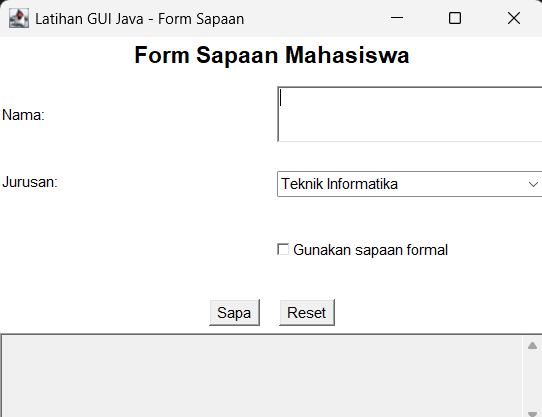 Latihan GUI Java - Form Sapaan
Form Sapaan Mahasiswa
Nama:
Jurusan:
Teknik Informatika
Gunakan sapaan formal
Sapa
Reset